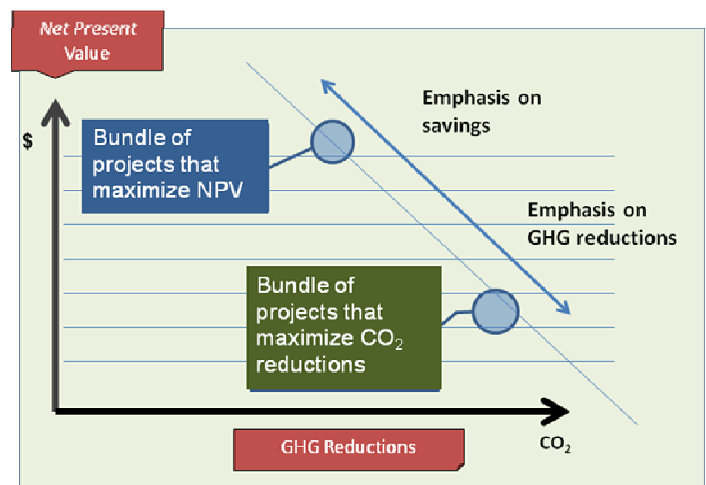 Net Present
Value
$
Emphasis on
savings
Bundle of
projects that
maximize NPV
Emphasis on
GHG reductions
Bundle of
projects that
maximize CO₂
reductions
GHG Reductions
CO₂